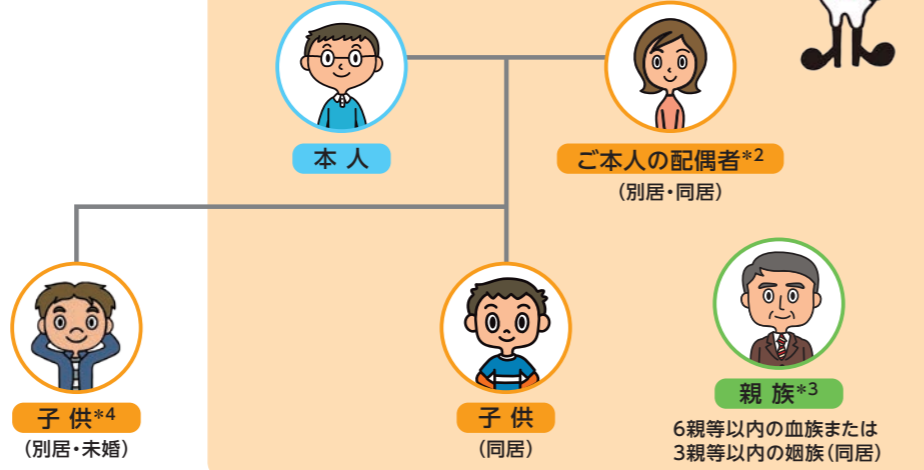 本 人
ご本人の配偶者*2
(別居・同居)
子 供*4
(別居・未婚)
子 供
(同居)
親 族*3
6親等以内の血族または
3親等以内の姻族(同居)